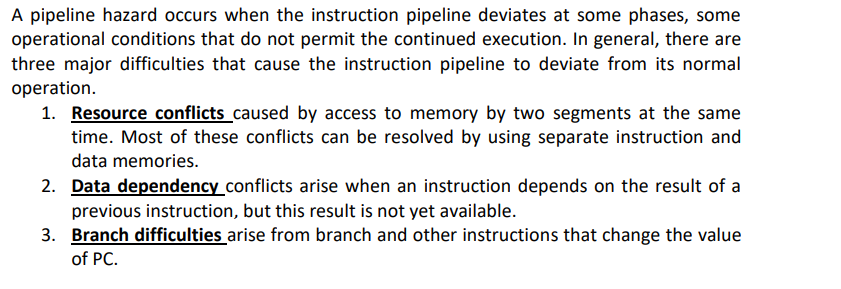 A pipeline hazard occurs when the instruction pipeline deviates at some phases, some
operational conditions that do not permit the continued execution. In general, there are
three major difficulties that cause the instruction pipeline to deviate from its normal
operation.
1. Resource conflicts caused by access to memory by two segments at the same
time. Most of these conflicts can be resolved by using separate instruction and
data memories.
2. Data dependency conflicts arise when an instruction depends on the result of a
previous instruction, but this result is not yet available.
3. Branch difficulties arise from branch and other instructions that change the value
of PC.